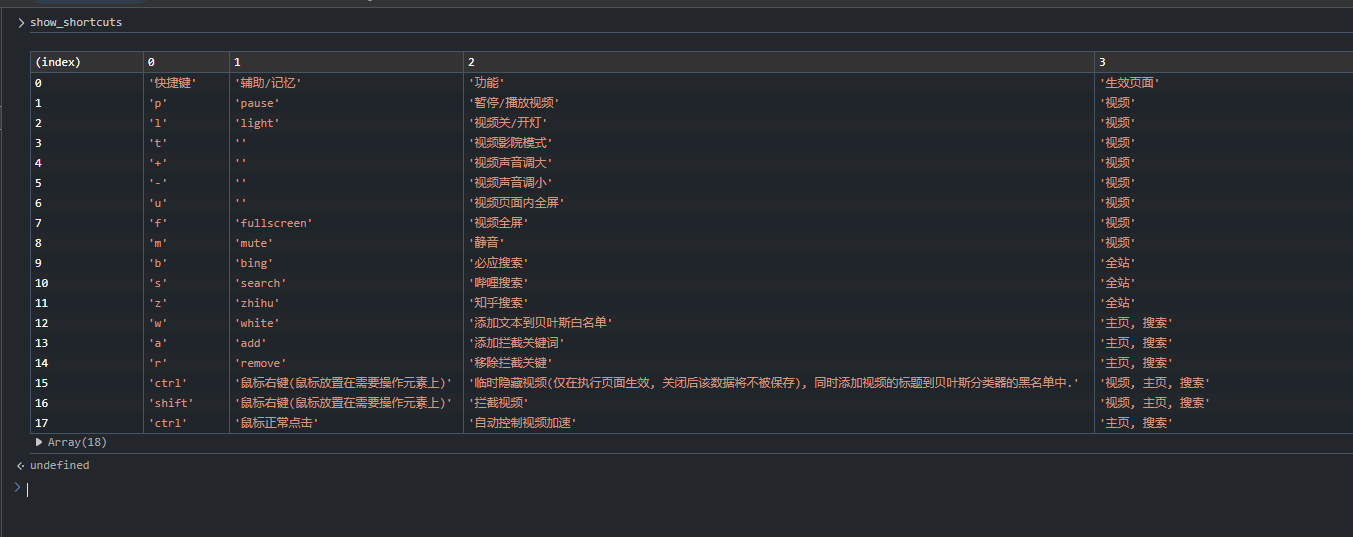 show_shortcuts
(index) 0 1 2 3
0 '快捷键' '辅助/记忆' '功能' '生效页面'
1 'p' 'pause' '暂停/播放视频' '视频'
2 'l' 'light' '视频关/开灯' '视频'
3 't' '' '视频影院模式' '视频'
4 '+' '' '视频声音调大' '视频'
5 '-' '' '视频声音调小' '视频'
6 'u' '' '视频页面内全屏' '视频'
7 'f' 'fullscreen' '视频全屏' '视频'
8 'm' 'mute' '静音' '视频'
9 'b' 'bing' '必应搜索' '全站'
10 's' 'search' '哔哩搜索' '全站'
11 'z' 'zhihu' '知乎搜索' '全站'
12 'w' 'white' '添加文本到贝叶斯白名单' '主页, 搜索'
13 'a' 'add' '添加拦截关键词' '主页, 搜索'
14 'r' 'remove' '移除拦截关键' '主页, 搜索'
15 'ctrl' '鼠标右键(鼠标放置在需要操作元素上)' '临时隐藏视频(仅在执行页面生效, 关闭后该数据将不被保存), 同时添加视频的标题到贝叶斯分类器的黑名单中.' '视频, 主页, 搜索'
16 'shift' '鼠标右键(鼠标放置在需要操作元素上)' '拦截视频' '视频, 主页, 搜索'
17 'ctrl' '鼠标正常点击' '自动控制视频加速' '主页, 搜索'
Array(18)
undefined